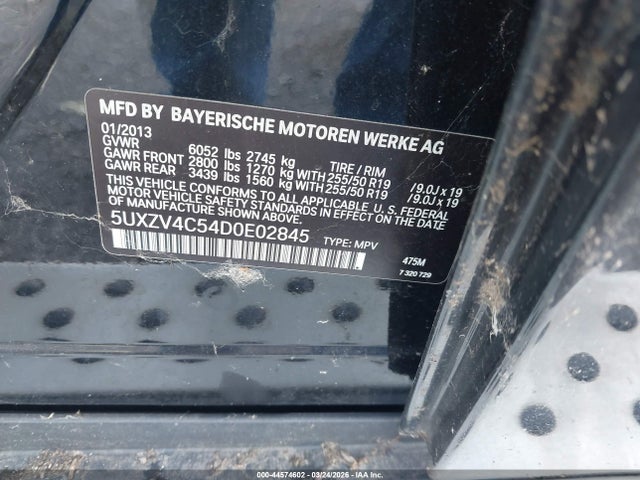 MFD BY BAYERISCHE MOTOREN WERKE AG
01/2013
GVWR 6052 lbs 2745 kg TIRE / RIM
GAWR FRONT 2800 lbs 1270 kg WITH 255/50 R19 /9.0J x 19
GAWR REAR 3439 lbs 1560 kg WITH 255/50 R19 /9.0J x 19
THIS VEHICLE CONFORMS TO ALL APPLICABLE U.S. FEDERAL
MOTOR VEHICLE SAFETY STANDARDS IN EFFECT ON THE DATE
OF MANUFACTURE SHOWN ABOVE.
5UXZV4C54D0E02845 TYPE: MPV
475M
7 320 729
000-44574602 | 03/24/2026 | IAA Inc.